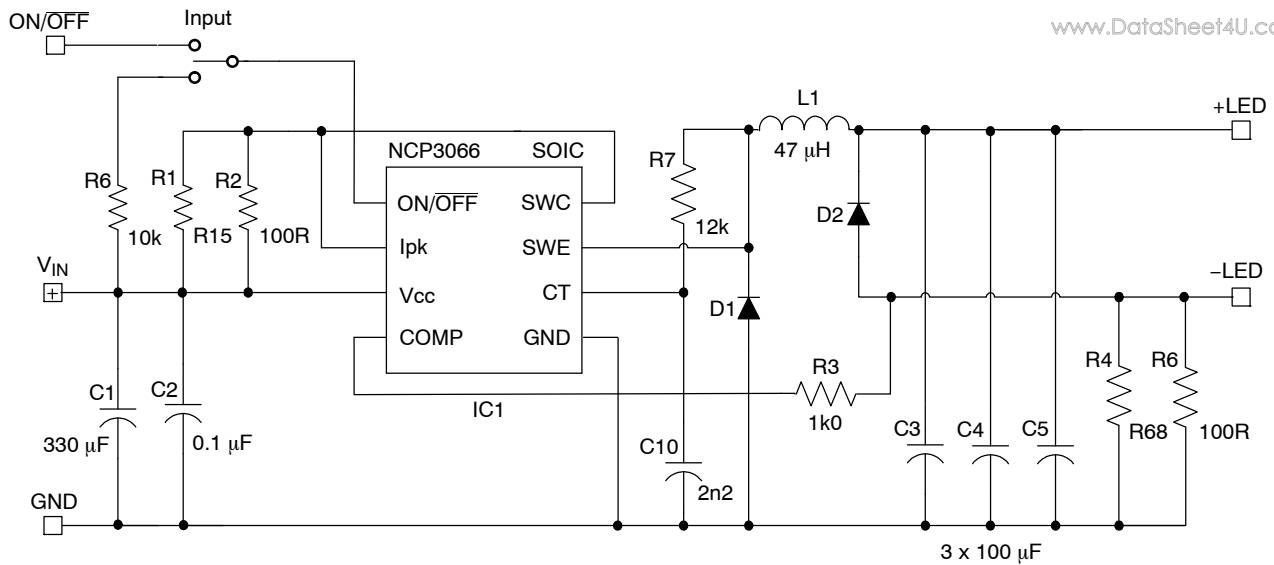 ON/OFF
Input
www.DataSheet4U.co
L1
+LED
47 μH
NCP3066 SOIC
R7
12k
R6
R1
R2
10k
R15
100R
ON/OFF
SWC
D2
Ipk
SWE
VIN
+
Vcc
CT
–LED
D1
COMP
GND
R3
R4
R6
C1
C2
IC1
1k0
330 μF
0.1 μF
C10
C3
C4
C5
R68
100R
2n2
GND
3 x 100 μF